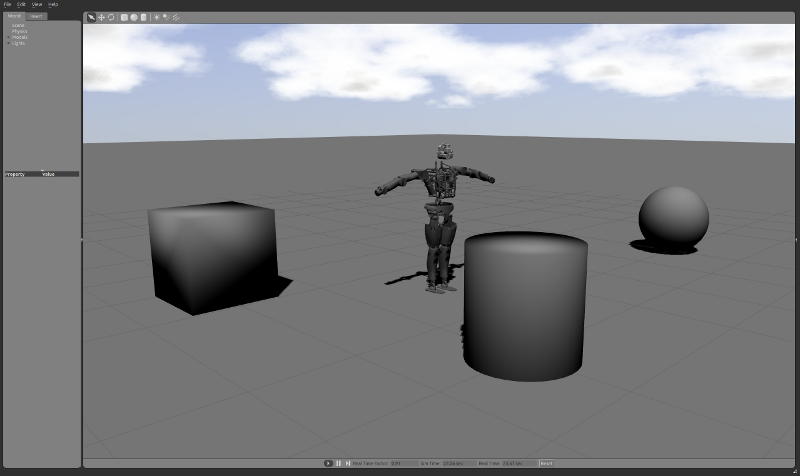 File Edit View Help
World Insert
Scene
Physics
Models
Lights
Property Value
Real Time Factor: Sim Time: Real Time: Reset